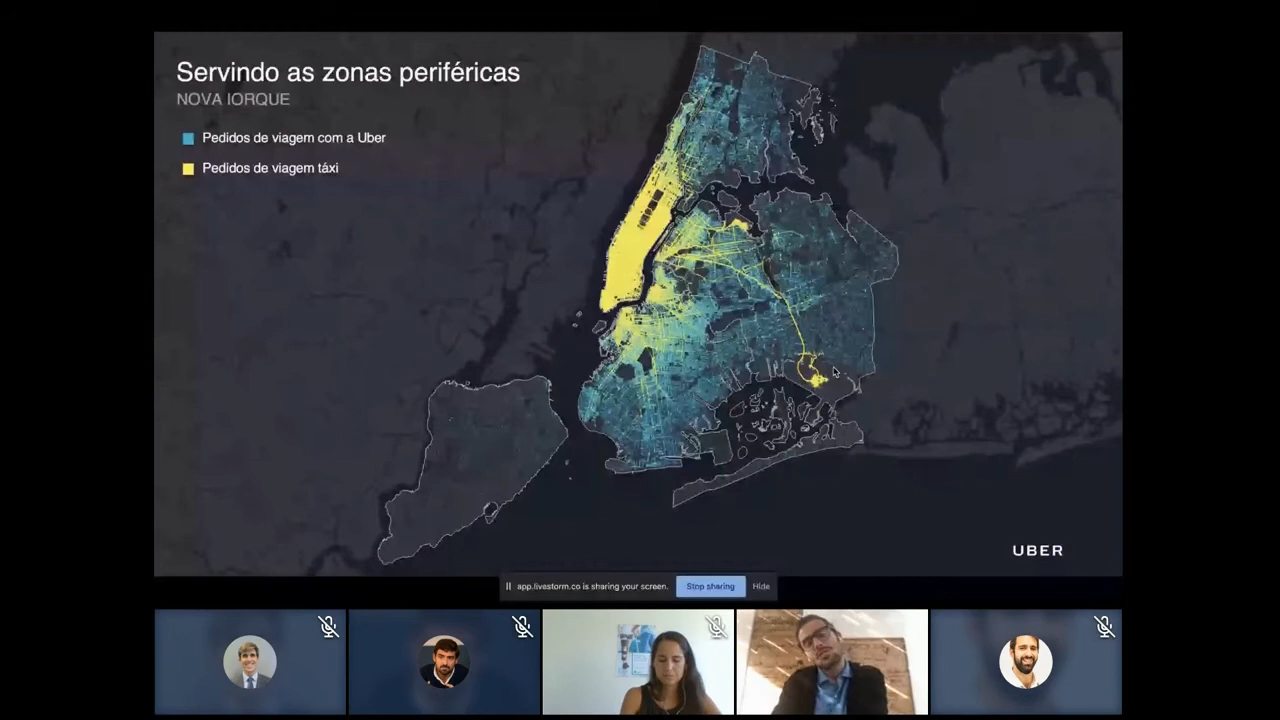 Servindo as zonas periféricas
NOVA IORQUE
Pedidos de viagem com a Uber
Pedidos de viagem táxi
UBER
app.livestorm.co is sharing your screen.
Stop sharing
Hide